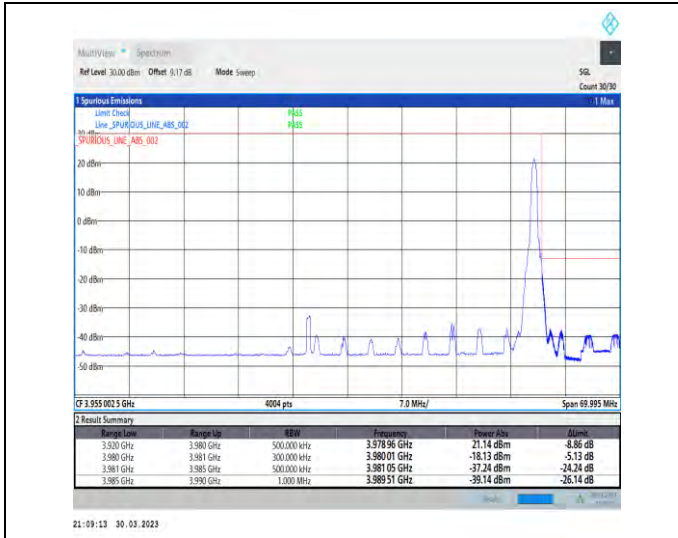 MultiView Spectrum
Ref Level 30.00 dBm Offset 9.17 dB Mode Sweep SGL
Count 30/30
1 Spurious Emissions 1 Max
Limit Check PASS
Line _SPURIOUS_LINE_ABS_002 PASS
30 dBm
_SPURIOUS_LINE_ABS_002
20 dBm
10 dBm
0 dBm
-10 dBm
-20 dBm
-30 dBm
-40 dBm
-50 dBm
CF 3.955 002 5 GHz 4004 pts 7.0 MHz/ Span 69.995 MHz
2 Result Summary
Range Low Range Up RBW Frequency Power Abs ΔLimit
3.920 GHz 3.980 GHz 500.000 kHz 3.978 96 GHz 21.14 dBm -8.86 dB
3.980 GHz 3.981 GHz 300.000 kHz 3.980 01 GHz -18.13 dBm -5.13 dB
3.981 GHz 3.985 GHz 500.000 kHz 3.981 05 GHz -37.24 dBm -24.24 dB
3.985 GHz 3.990 GHz 1.000 MHz 3.989 51 GHz -39.14 dBm -26.14 dB
21:09:13 30.03.2023